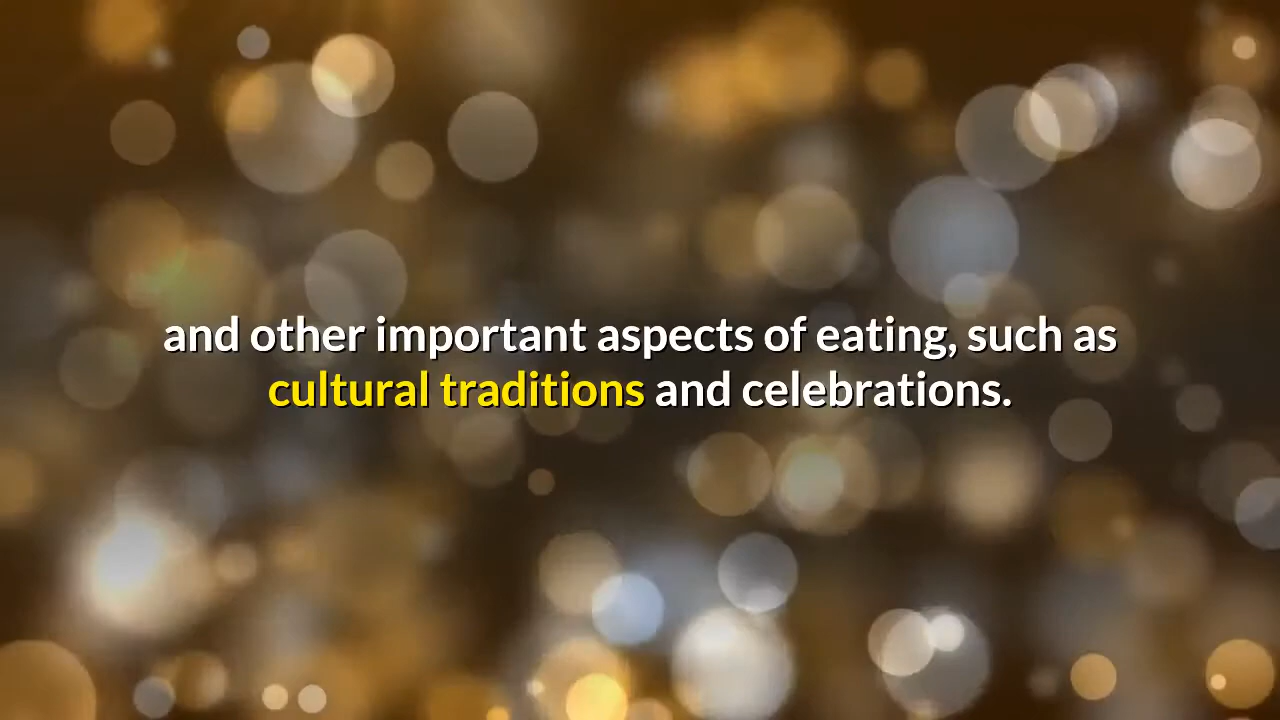 and other important aspects of eating, such as
cultural traditions and celebrations.